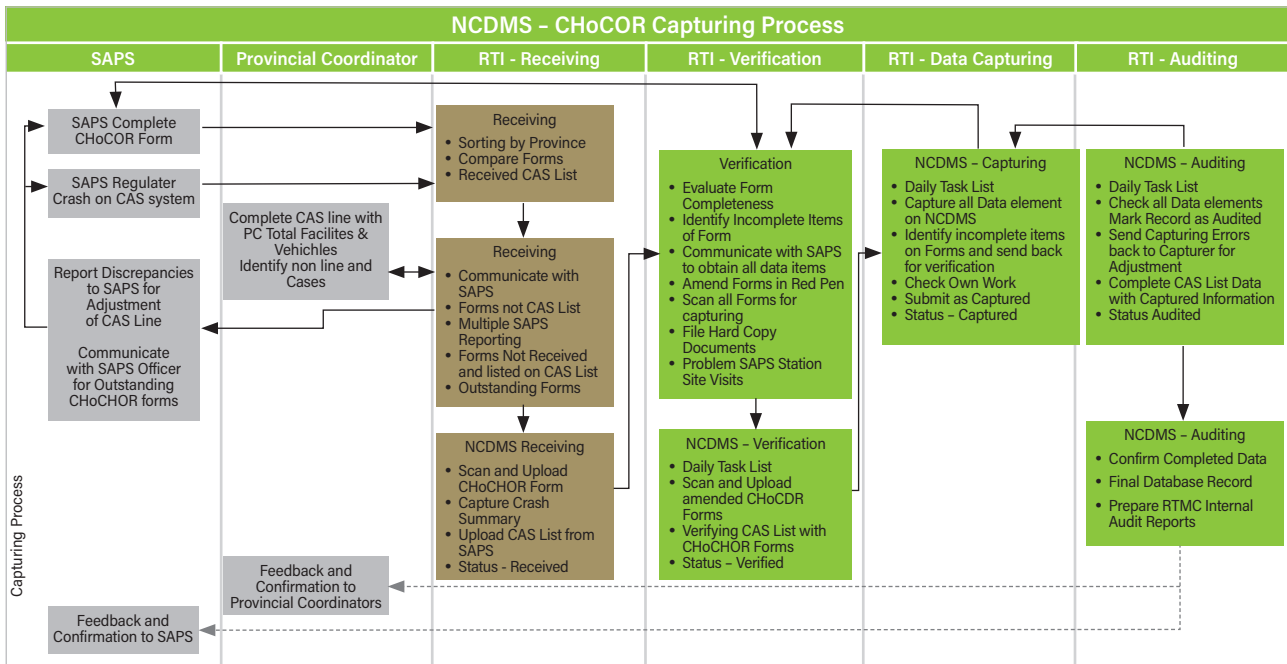 NCDMS – CHoCOR Capturing Process
SAPS
Provincial Coordinator
RTI - Receiving
RTI - Verification
RTI - Data Capturing
RTI - Auditing
SAPS Complete
CHoCOR Form
SAPS Regulater
Crash on CAS system
Report Discrepancies
to SAPS for
Adjustment
of CAS Line
Communicate
with SAPS Officer
for Outstanding
CHoCHOR forms
Feedback and
Confirmation to SAPS
Complete CAS line with
PC Total Facilites &
Vehichles
Identify non line and
Cases
Feedback and
Confirmation to
Provincial Coordinators
Receiving
• Sorting by Province
• Compare Forms
• Received CAS List
Receiving
• Communicate with
SAPS
• Forms not CAS List
• Multiple SAPS
Reporting
• Forms Not Received
and listed on CAS List
• Outstanding Forms
NCDMS Receiving
• Scan and Upload
CHoCHOR Form
• Capture Crash
Summary
• Upload CAS List from
SAPS
• Status - Received
Verification
• Evaluate Form
Completeness
• Identify Incomplete Items
of Form
• Communicate with SAPS
to obtain all data items
• Amend Forms in Red Pen
• Scan all Forms for
capturing
• File Hard Copy
Documents
• Problem SAPS Station
Site Visits
NCDMS – Verification
• Daily Task List
• Scan and Upload
amended CHoCDR
Forms
• Verifying CAS List with
CHoCHOR Forms
• Status – Verified
NCDMS – Capturing
• Daily Task List
• Capture all Data element
on NCDMS
• Identify incomplete items
on Forms and send back
for verification
• Check Own Work
• Submit as Captured
• Status – Captured
NCDMS – Auditing
• Daily Task List
• Check all Data elements
Mark Record as Audited
• Send Capturing Errors
back to Capturer for
Adjustment
• Complete CAS List Data
with Captured Information
• Status Audited
NCDMS – Auditing
• Confirm Completed Data
• Final Database Record
• Prepare RTMC Internal
Audit Reports
Capturing Process